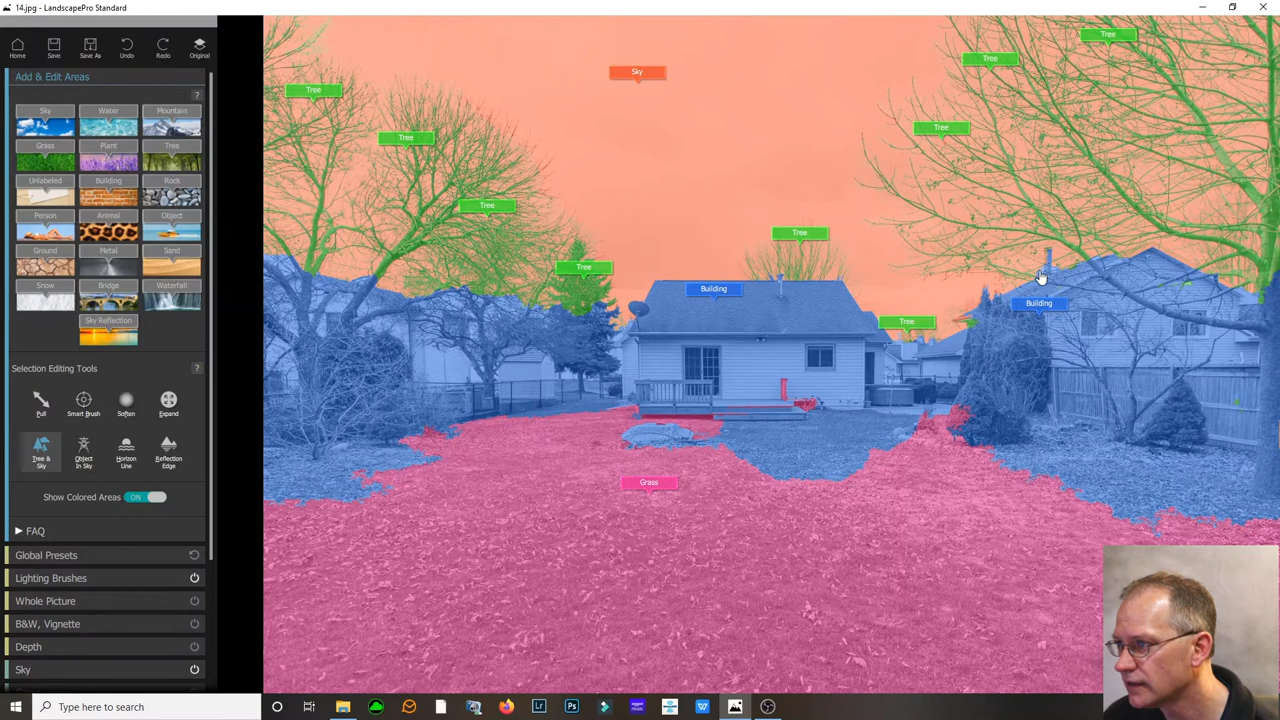 14.jpg - LandscapePro Standard
Home Save Save As Undo Redo Original
Add & Edit Areas
?
Sky Water Mountain
Grass Plant Tree
Unlabeled Building Rock
Person Animal Object
Ground Metal Sand
Snow Bridge Waterfall
Sky Reflection
Selection Editing Tools ?
Pull Smart Brush Soften Expand
Tree & Sky Object In Sky Horizon Line Reflection Edge
Show Colored Areas ON
FAQ
Global Presets
Lighting Brushes
Whole Picture
B&W, Vignette
Depth
Sky
Tree
Tree
Sky
Tree
Tree
Tree
Tree
Tree
Tree
Tree
Building
Building
Tree
Grass
Type here to search
Lr
Ps
music
W